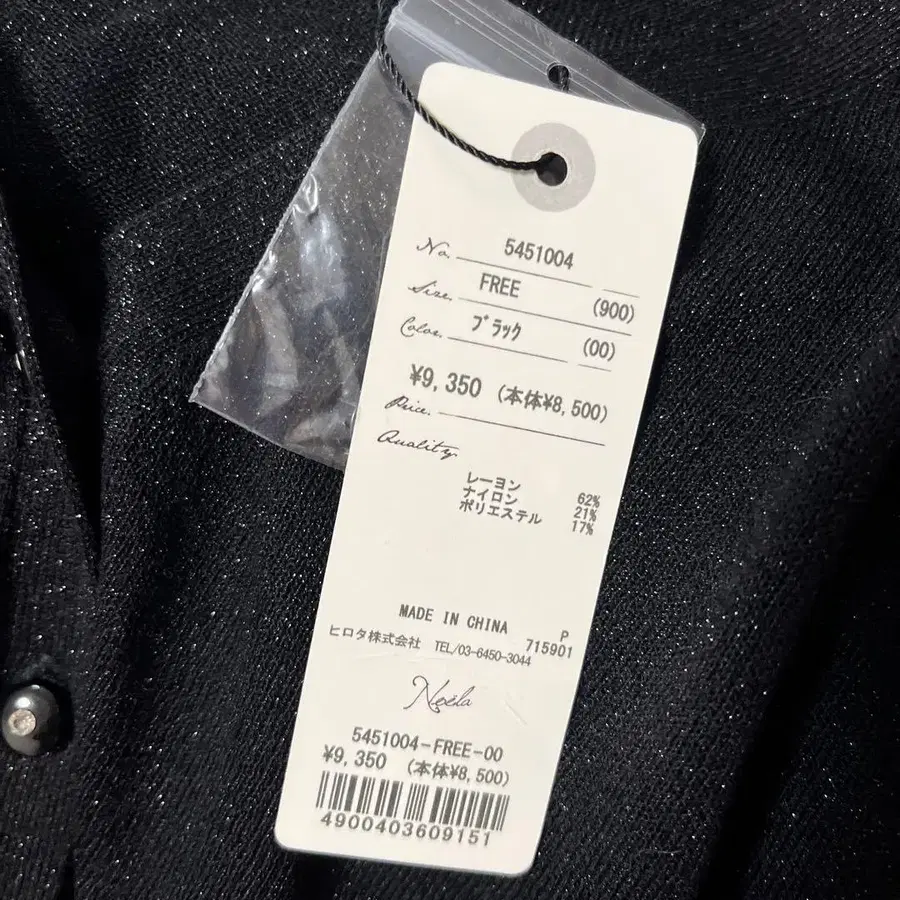 No. 5451004
Size. FREE (900)
Color. ブラック (00)
¥9,350 (本体¥8,500)
Price.
Quality.
レーヨン 62%
ナイロン 21%
ポリエステル 17%
MADE IN CHINA P
ヒロタ株式会社 TEL/03-6450-3044 715901
Noela
5451004-FREE-00
¥9,350 (本体¥8,500)
4900403609151